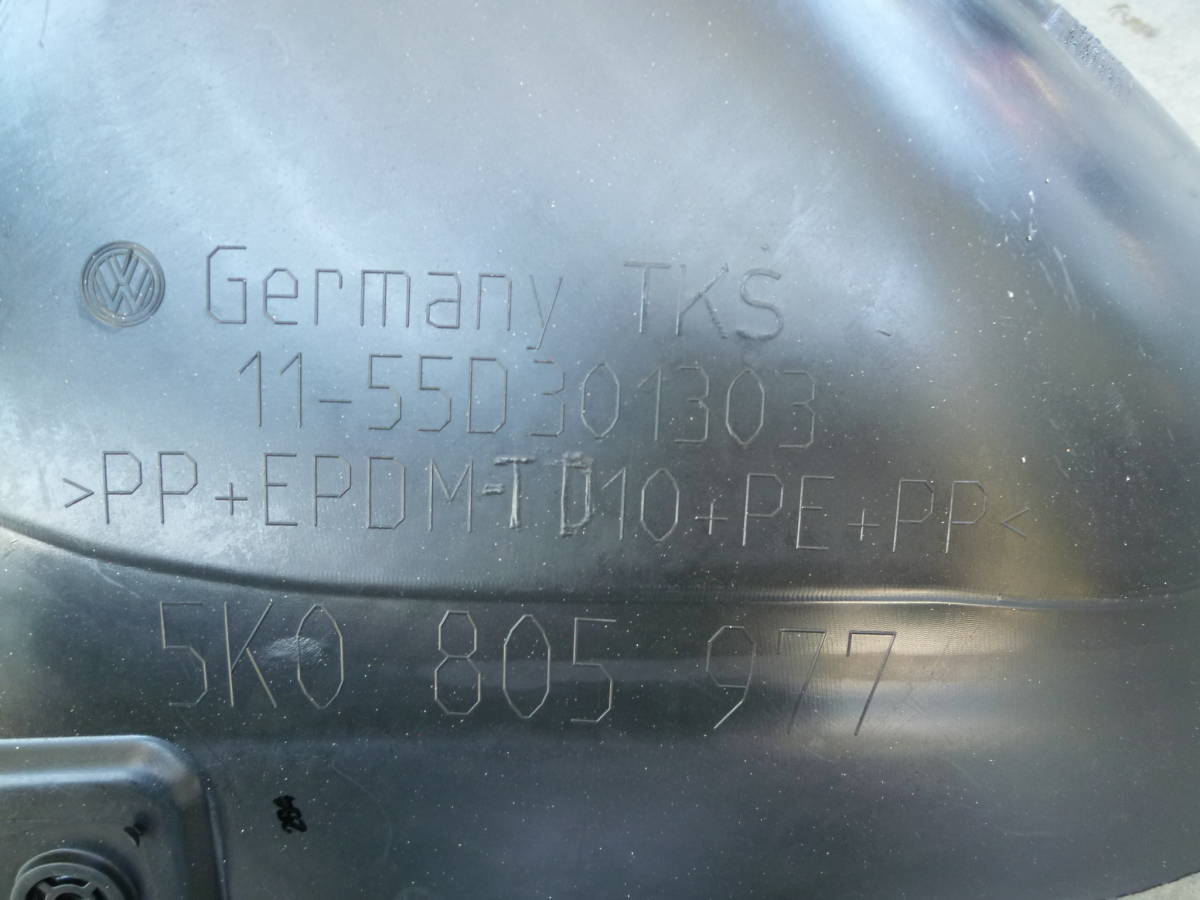 Germany TKS
11-55D301303
>PP+EPDM-TD10+PE+PP<
5K0 805 977